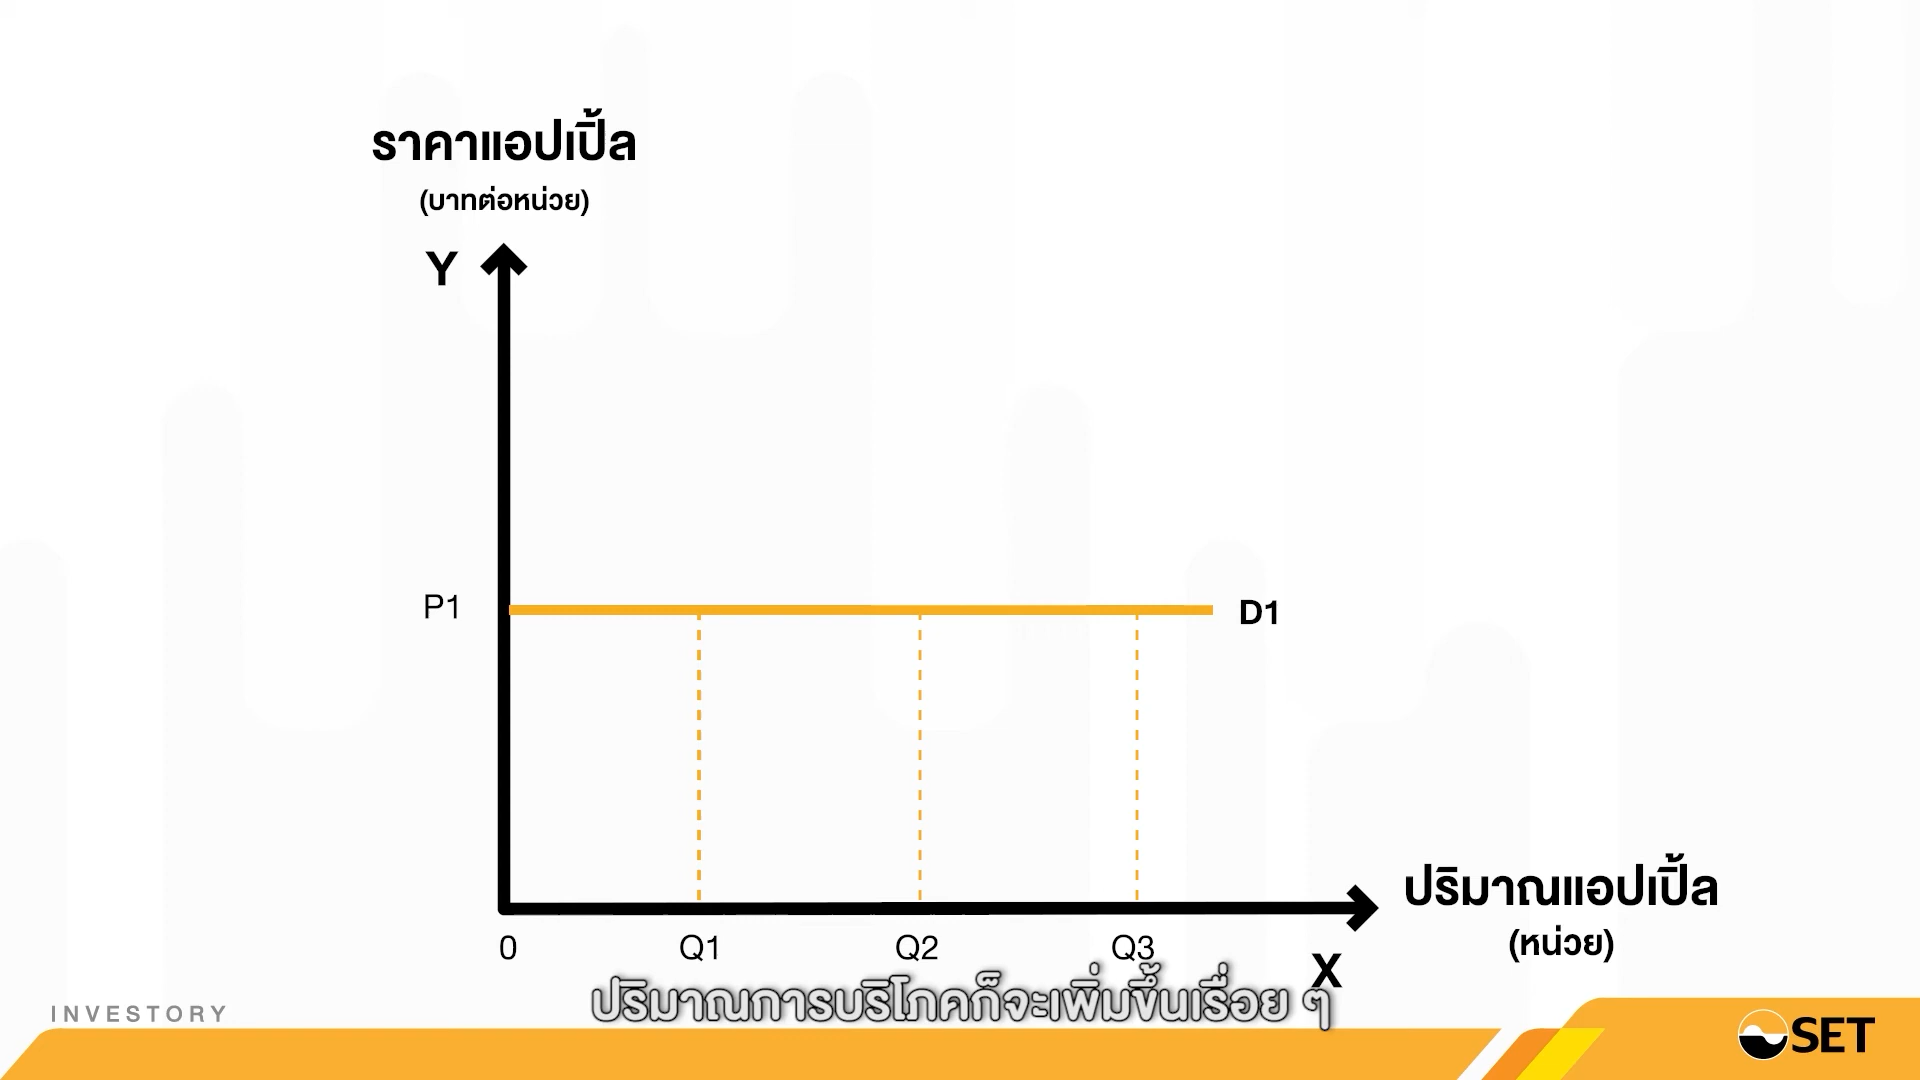 ราคาแอปเปิ้ล
(บาทต่อหน่วย)
Y
P1
D1
ปริมาณแอปเปิ้ล
(หน่วย)
0 Q1 Q2 Q3
X
ปริมาณการบริโภคก็จะเพิ่มขึ้นเรื่อย ๆ
INVESTORY
SET